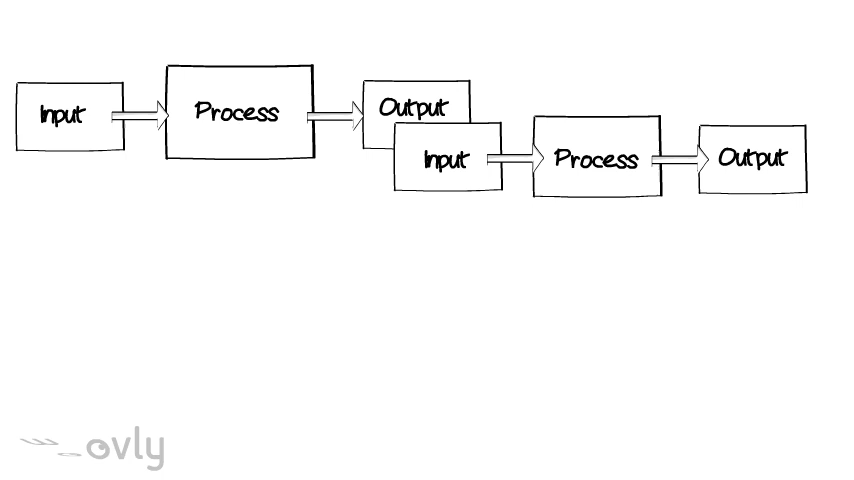 Input
Process
Output
Input
Process
Output
ovly